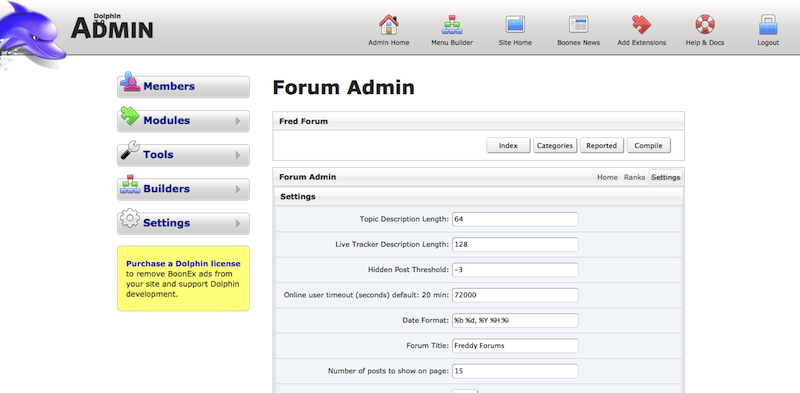 Dolphin
ADMIN
Admin Home
Menu Builder
Site Home
Boonex News
Add Extensions
Help & Docs
Logout
Members
Modules
Tools
Builders
Settings
Purchase a Dolphin license
to remove BoonEx ads from
your site and support Dolphin
development.
Forum Admin
Fred Forum
Index
Categories
Reported
Compile
Forum Admin
Home
Ranks
Settings
Settings
Topic Description Length: 64
Live Tracker Description Length: 128
Hidden Post Threshold: -3
Online user timeout (seconds) default: 20 min: 72000
Date Format: %b %d, %Y %H:%i
Forum Title: Freddy Forums
Number of posts to show on page: 15